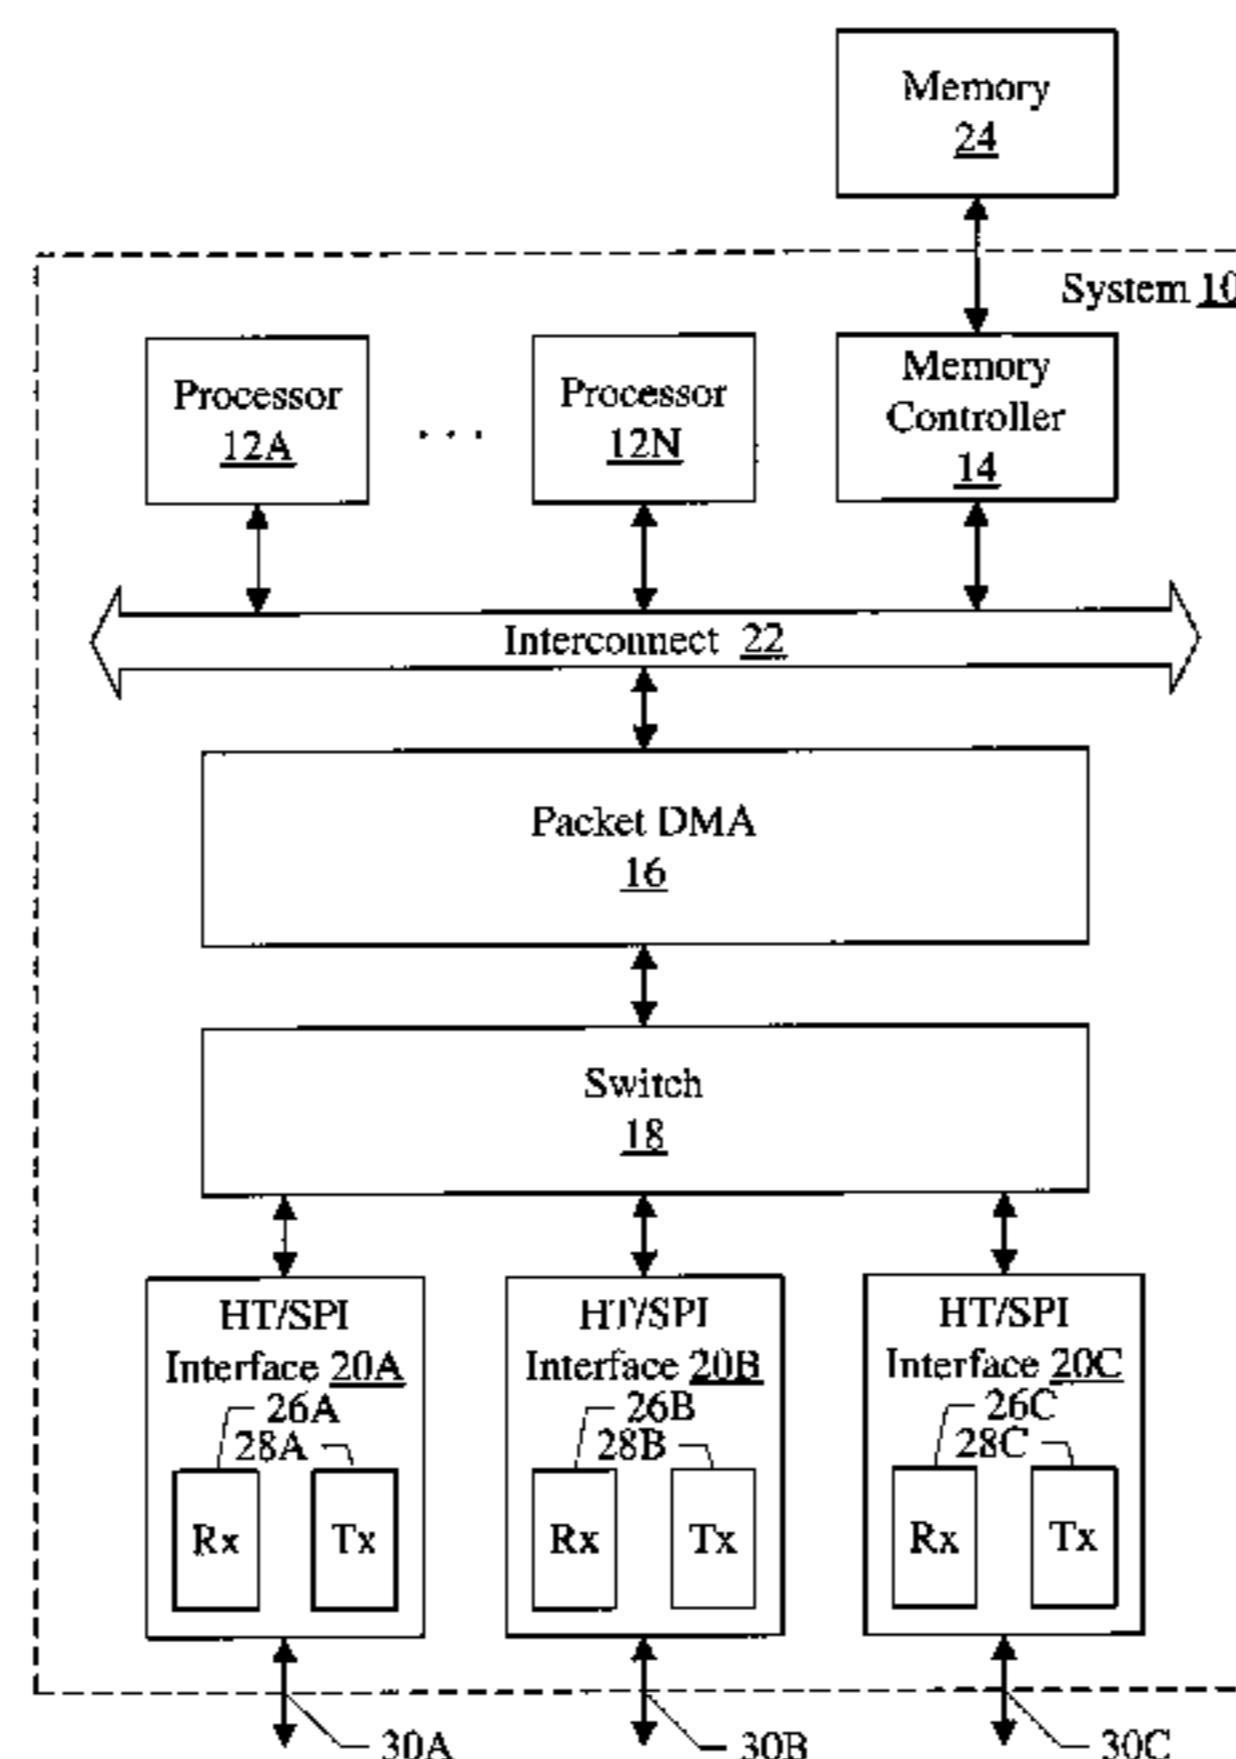 Memory
24
System 10
Processor
12A
. . .
Processor
12N
Memory
Controller
14
Interconnect 22
Packet DMA
16
Switch
18
HT/SPI
Interface 20A
26A
28A
Rx
Tx
HT/SPI
Interface 20B
26B
28B
Rx
Tx
HT/SPI
Interface 20C
26C
28C
Rx
Tx
30A
30B
30C